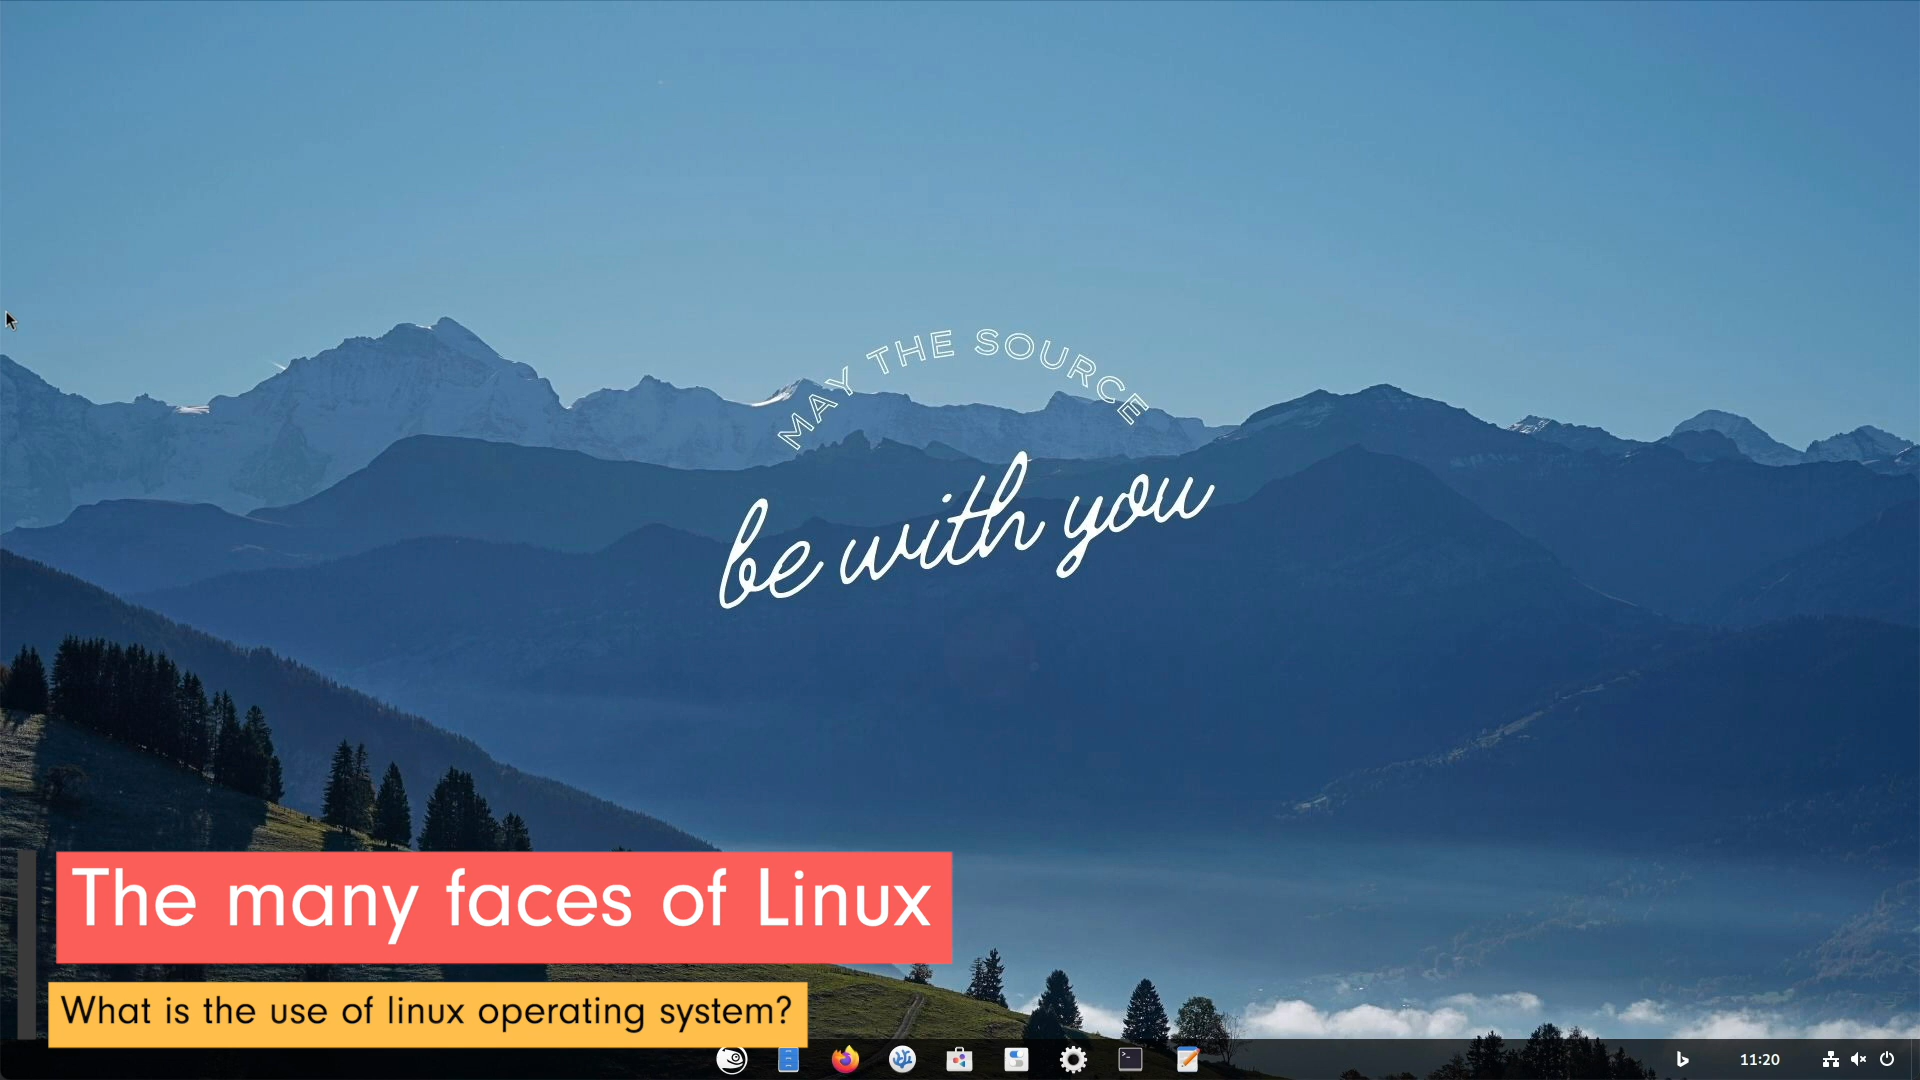 MAY THE SOURCE
be with you
The many faces of Linux
What is the use of linux operating system?
11:20